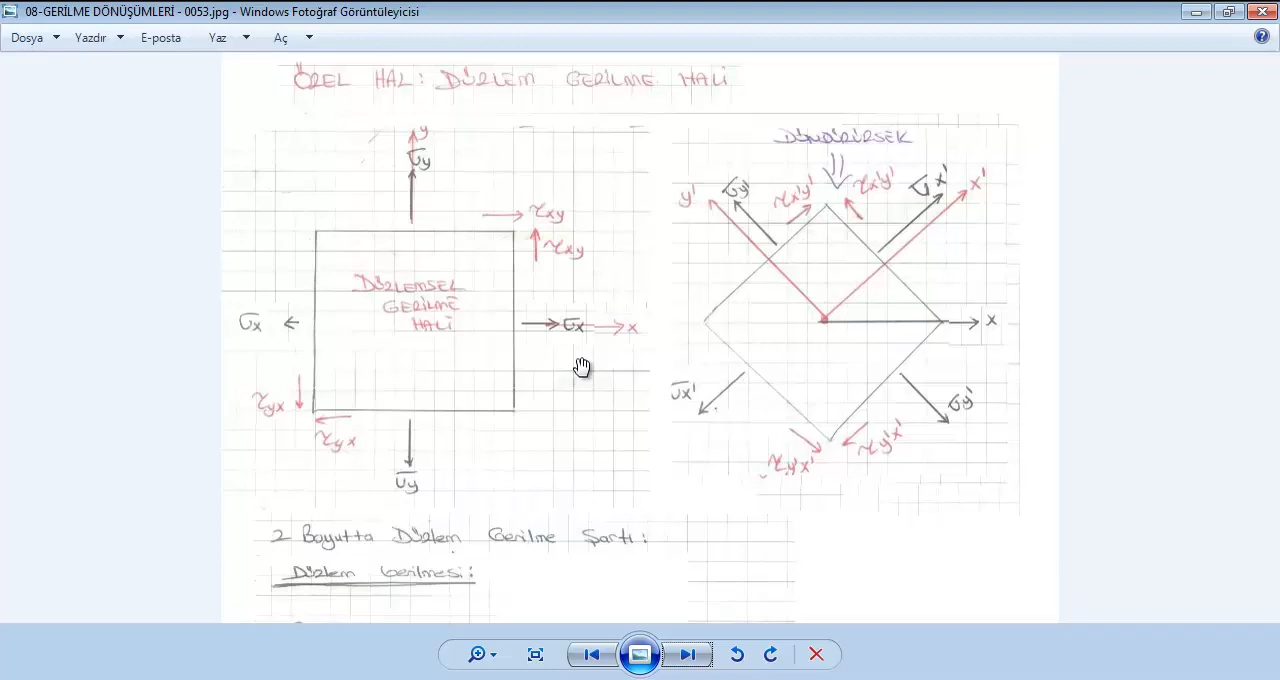 08-GERİLME DÖNÜŞÜMLERİ - 0053.jpg - Windows Fotoğraf Görüntüleyicisi
Dosya Yazdır E-posta Yaz Aç
ÖZEL HAL: DÜZLEM GERİLME HALİ
y
σy
τxy
τxy
DÜZLEMSEL
GERİLME
HALİ
σx
σx
x
τyx
τyx
σy
DÖNDÜRÜRSEK
y'
σy'
τx'y'
τx'y'
σx'
x'
x
σx'
σy'
τy'x'
τy'x'
2 Boyutta Düzlem Gerilme Şartı:
Düzlem Gerilmesi: